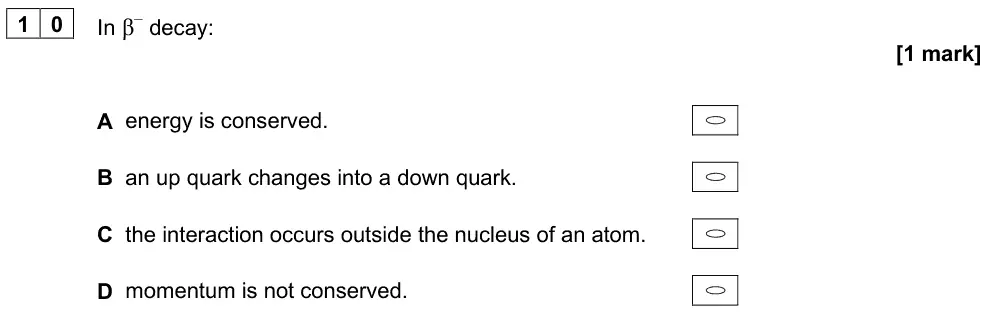 1 0 In β⁻ decay:
[1 mark]
A energy is conserved.
B an up quark changes into a down quark.
C the interaction occurs outside the nucleus of an atom.
D momentum is not conserved.